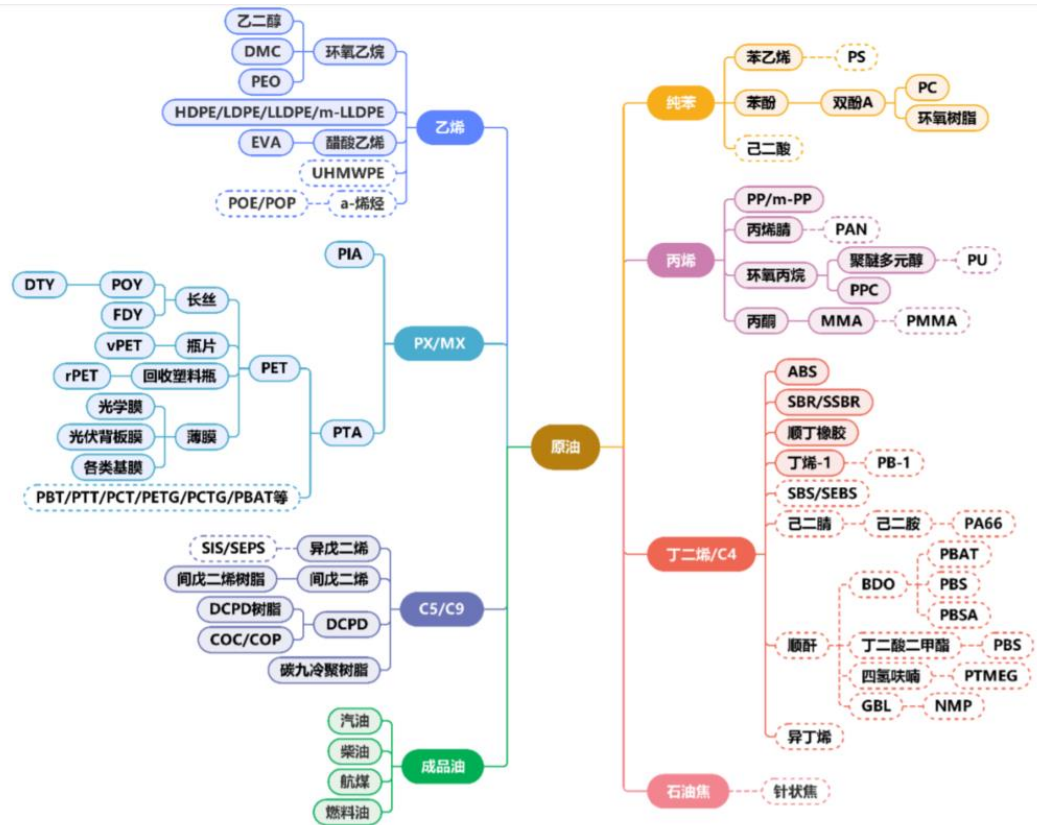 原油
乙烯
环氧乙烷
乙二醇
DMC
PEO
HDPE/LDPE/LLDPE/m-LLDPE
醋酸乙烯
EVA
UHMWPE
a-烯烃
POE/POP
PX/MX
PIA
PTA
PET
长丝
POY
DTY
FDY
瓶片
vPET
回收塑料瓶
rPET
薄膜
光学膜
光伏背板膜
各类基膜
PBT/PTT/PCT/PETG/PCTG/PBAT等
C5/C9
异戊二烯
SIS/SEPS
间戊二烯
间戊二烯树脂
DCPD
DCPD树脂
COC/COP
碳九冷聚树脂
成品油
汽油
柴油
航煤
燃料油
纯苯
苯乙烯
PS
苯酚
双酚A
PC
环氧树脂
己二酸
丙烯
PP/m-PP
丙烯腈
PAN
环氧丙烷
聚醚多元醇
PU
PPC
丙酮
MMA
PMMA
丁二烯/C4
ABS
SBR/SSBR
顺丁橡胶
丁烯-1
PB-1
SBS/SEBS
己二腈
己二胺
PA66
顺酐
BDO
PBAT
PBS
PBSA
丁二酸二甲酯
PBS
四氢呋喃
PTMEG
GBL
NMP
异丁烯
石油焦
针状焦